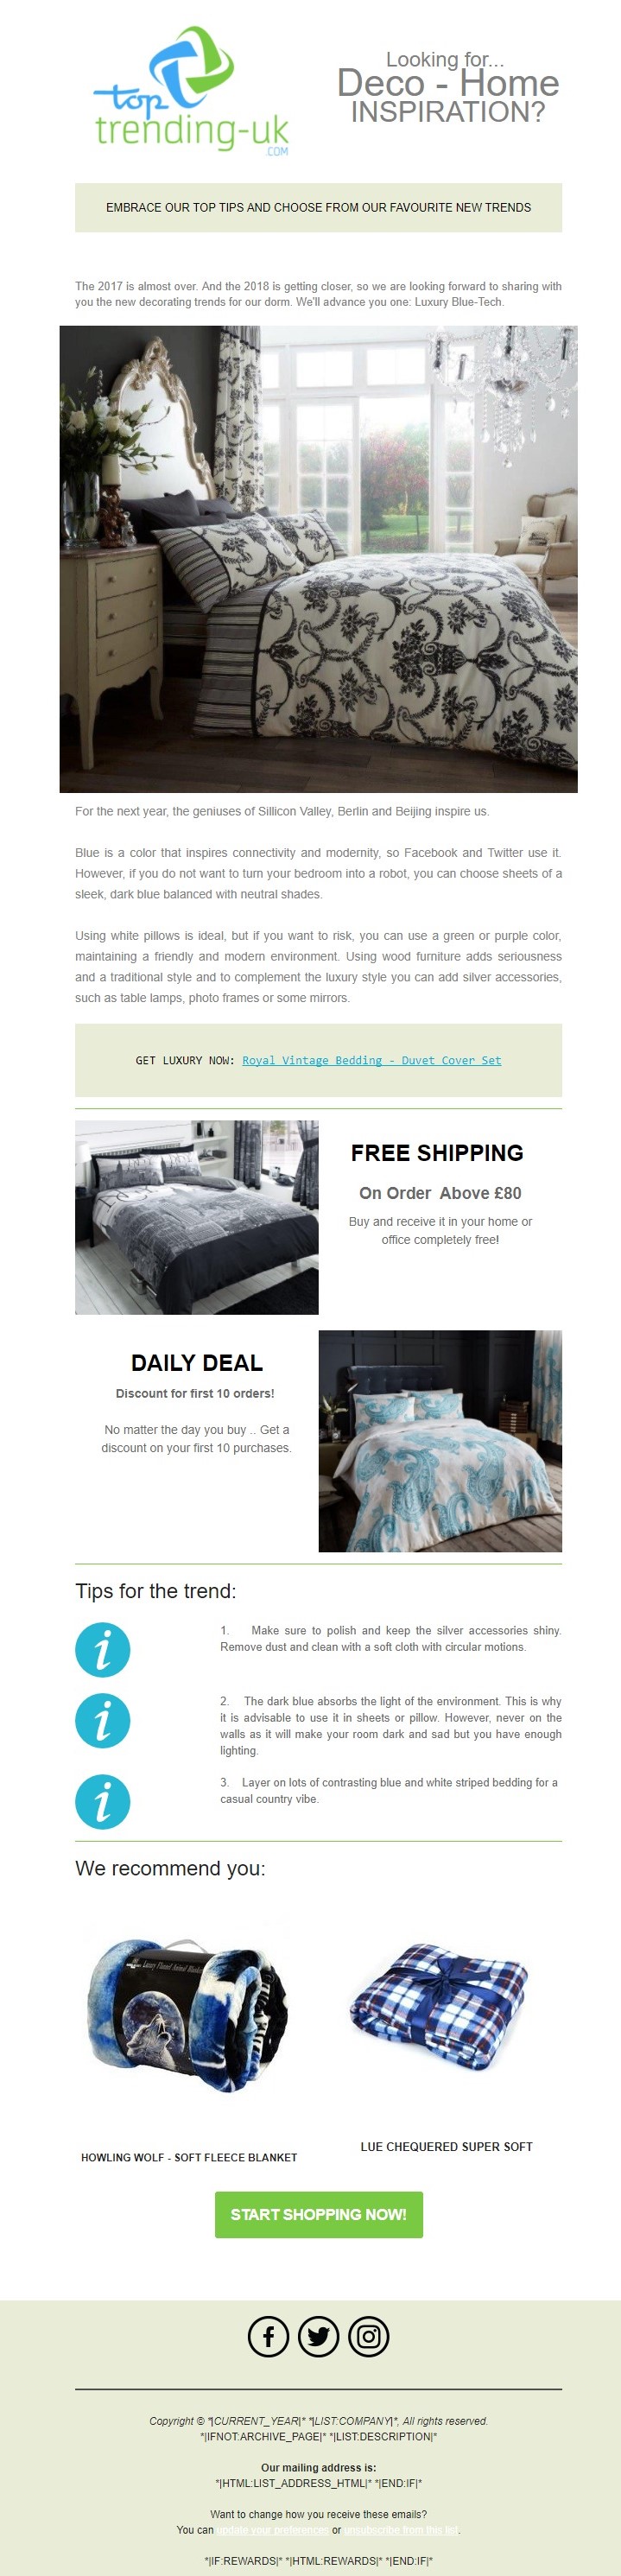 top
trending-uk
.COM
Looking for...
Deco - Home
INSPIRATION?
EMBRACE OUR TOP TIPS AND CHOOSE FROM OUR FAVOURITE NEW TRENDS
The 2017 is almost over. And the 2018 is getting closer, so we are looking forward to sharing with
you the new decorating trends for our dorm. We'll advance you one: Luxury Blue-Tech.
For the next year, the geniuses of Sillicon Valley, Berlin and Beijing inspire us.
Blue is a color that inspires connectivity and modernity, so Facebook and Twitter use it.
However, if you do not want to turn your bedroom into a robot, you can choose sheets of a
sleek, dark blue balanced with neutral shades.
Using white pillows is ideal, but if you want to risk, you can use a green or purple color,
maintaining a friendly and modern environment. Using wood furniture adds seriousness
and a traditional style and to complement the luxury style you can add silver accessories,
such as table lamps, photo frames or some mirrors.
GET LUXURY NOW: Royal Vintage Bedding - Duvet Cover Set
FREE SHIPPING
On Order Above £80
Buy and receive it in your home or
office completely free!
DAILY DEAL
Discount for first 10 orders!
No matter the day you buy .. Get a
discount on your first 10 purchases.
Tips for the trend:
1. Make sure to polish and keep the silver accessories shiny.
Remove dust and clean with a soft cloth with circular motions.
2. The dark blue absorbs the light of the environment. This is why
it is advisable to use it in sheets or pillow. However, never on the
walls as it will make your room dark and sad but you have enough
lighting.
3. Layer on lots of contrasting blue and white striped bedding for a
casual country vibe.
We recommend you:
HOWLING WOLF - SOFT FLEECE BLANKET
LUE CHEQUERED SUPER SOFT
START SHOPPING NOW!
Copyright © *|CURRENT_YEAR|* *|LIST:COMPANY|*, All rights reserved.
*|IFNOT:ARCHIVE_PAGE|* *|LIST:DESCRIPTION|*
Our mailing address is:
*|HTML:LIST_ADDRESS_HTML|* *|END:IF|*
Want to change how you receive these emails?
You can update your preferences or unsubscribe from this list.
*|IF:REWARDS|* *|HTML:REWARDS|* *|END:IF|*